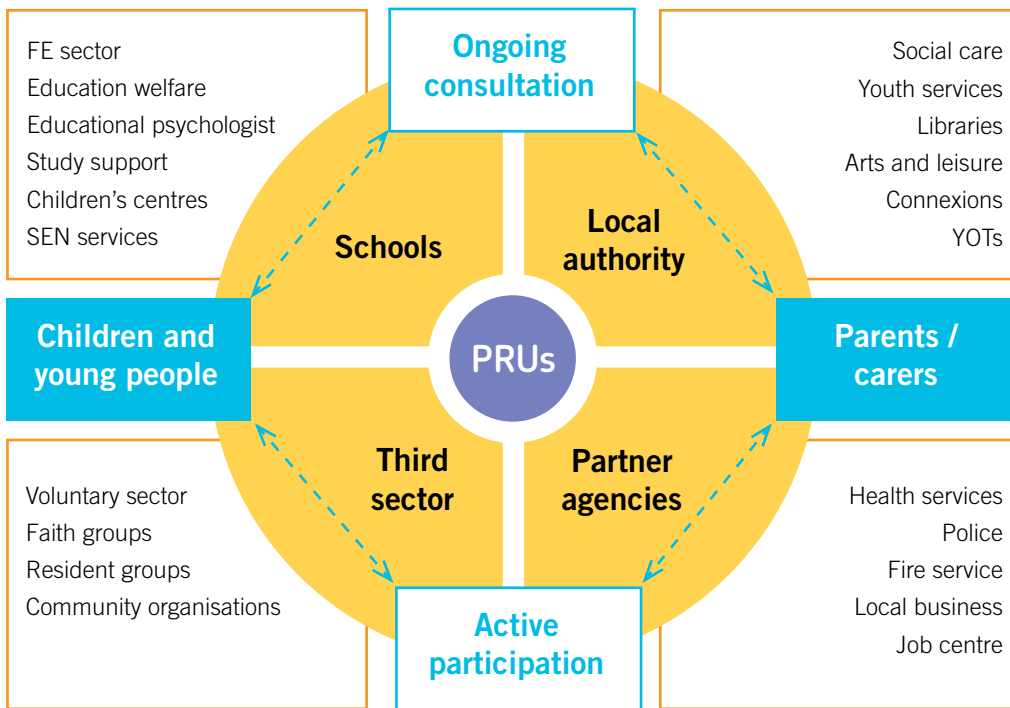 FE sector
Education welfare
Educational psychologist
Study support
Children’s centres
SEN services
Ongoing
consultation
Social care
Youth services
Libraries
Arts and leisure
Connexions
YOTs
Schools
Local
authority
Children and
young people
PRUs
Parents /
carers
Third
sector
Partner
agencies
Voluntary sector
Faith groups
Resident groups
Community organisations
Active
participation
Health services
Police
Fire service
Local business
Job centre